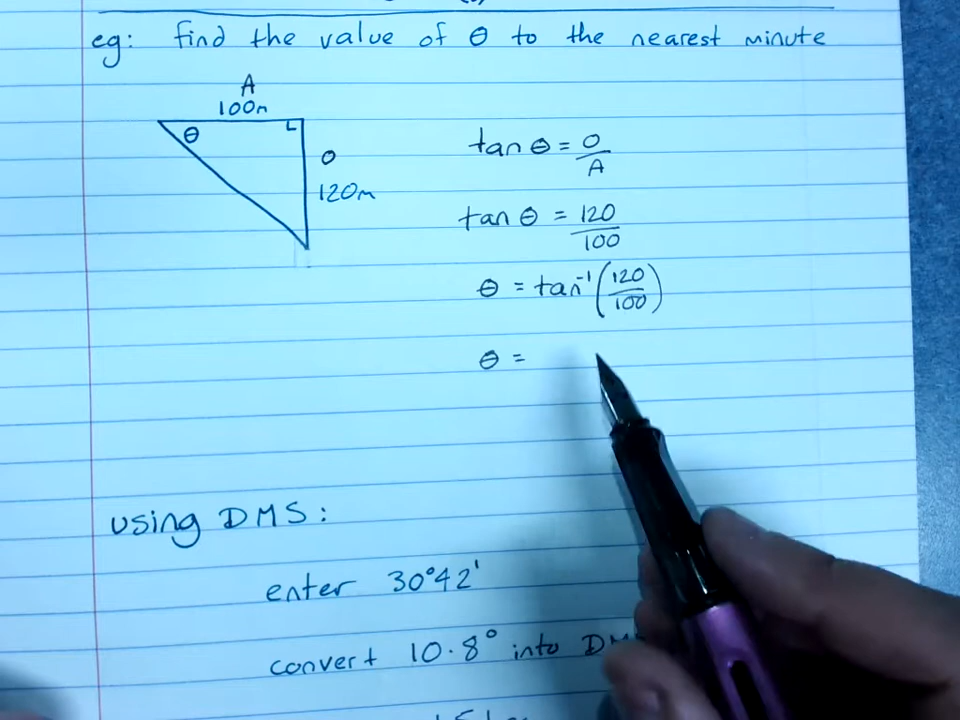 eg: find the value of θ to the nearest minute
A
100m
θ
O
120m
tan θ = O/A
tan θ = 120/100
θ = tan⁻¹(120/100)
θ =
using DMS:
enter 30°42'
convert 10.8° into